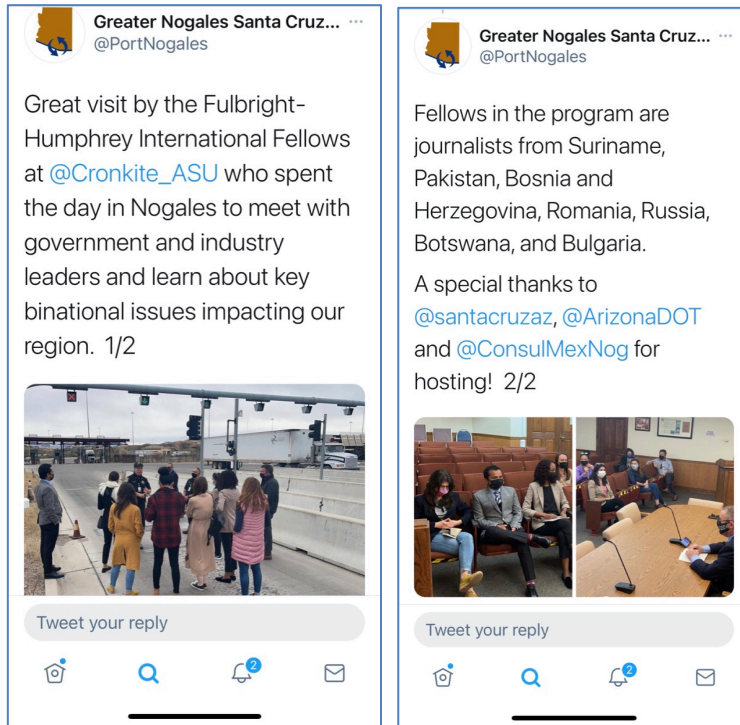 Greater Nogales Santa Cruz... ···
@PortNogales
Great visit by the Fulbright-
Humphrey International Fellows
at @Cronkite_ASU who spent
the day in Nogales to meet with
government and industry
leaders and learn about key
binational issues impacting our
region. 1/2
Tweet your reply
2
Greater Nogales Santa Cruz... ···
@PortNogales
Fellows in the program are
journalists from Suriname,
Pakistan, Bosnia and
Herzegovina, Romania, Russia,
Botswana, and Bulgaria.
A special thanks to
@santacruzaz, @ArizonaDOT
and @ConsulMexNog for
hosting! 2/2
Tweet your reply
2